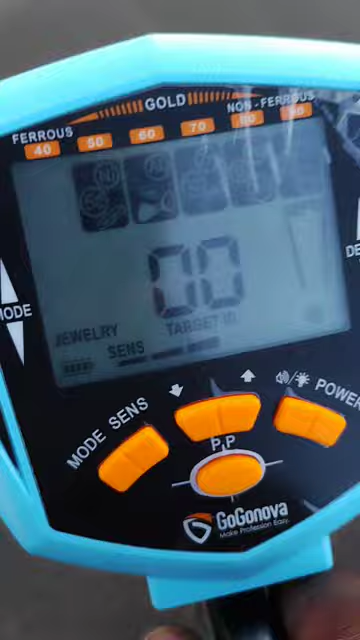 GOLD
FERROUS
NON-FERROUS
40 50 60 70 80 90
00
MODE
JEWELRY
TARGET ID
SENS
MODE SENS
POWER
P.P
GoGonova
Make Profession Easy.